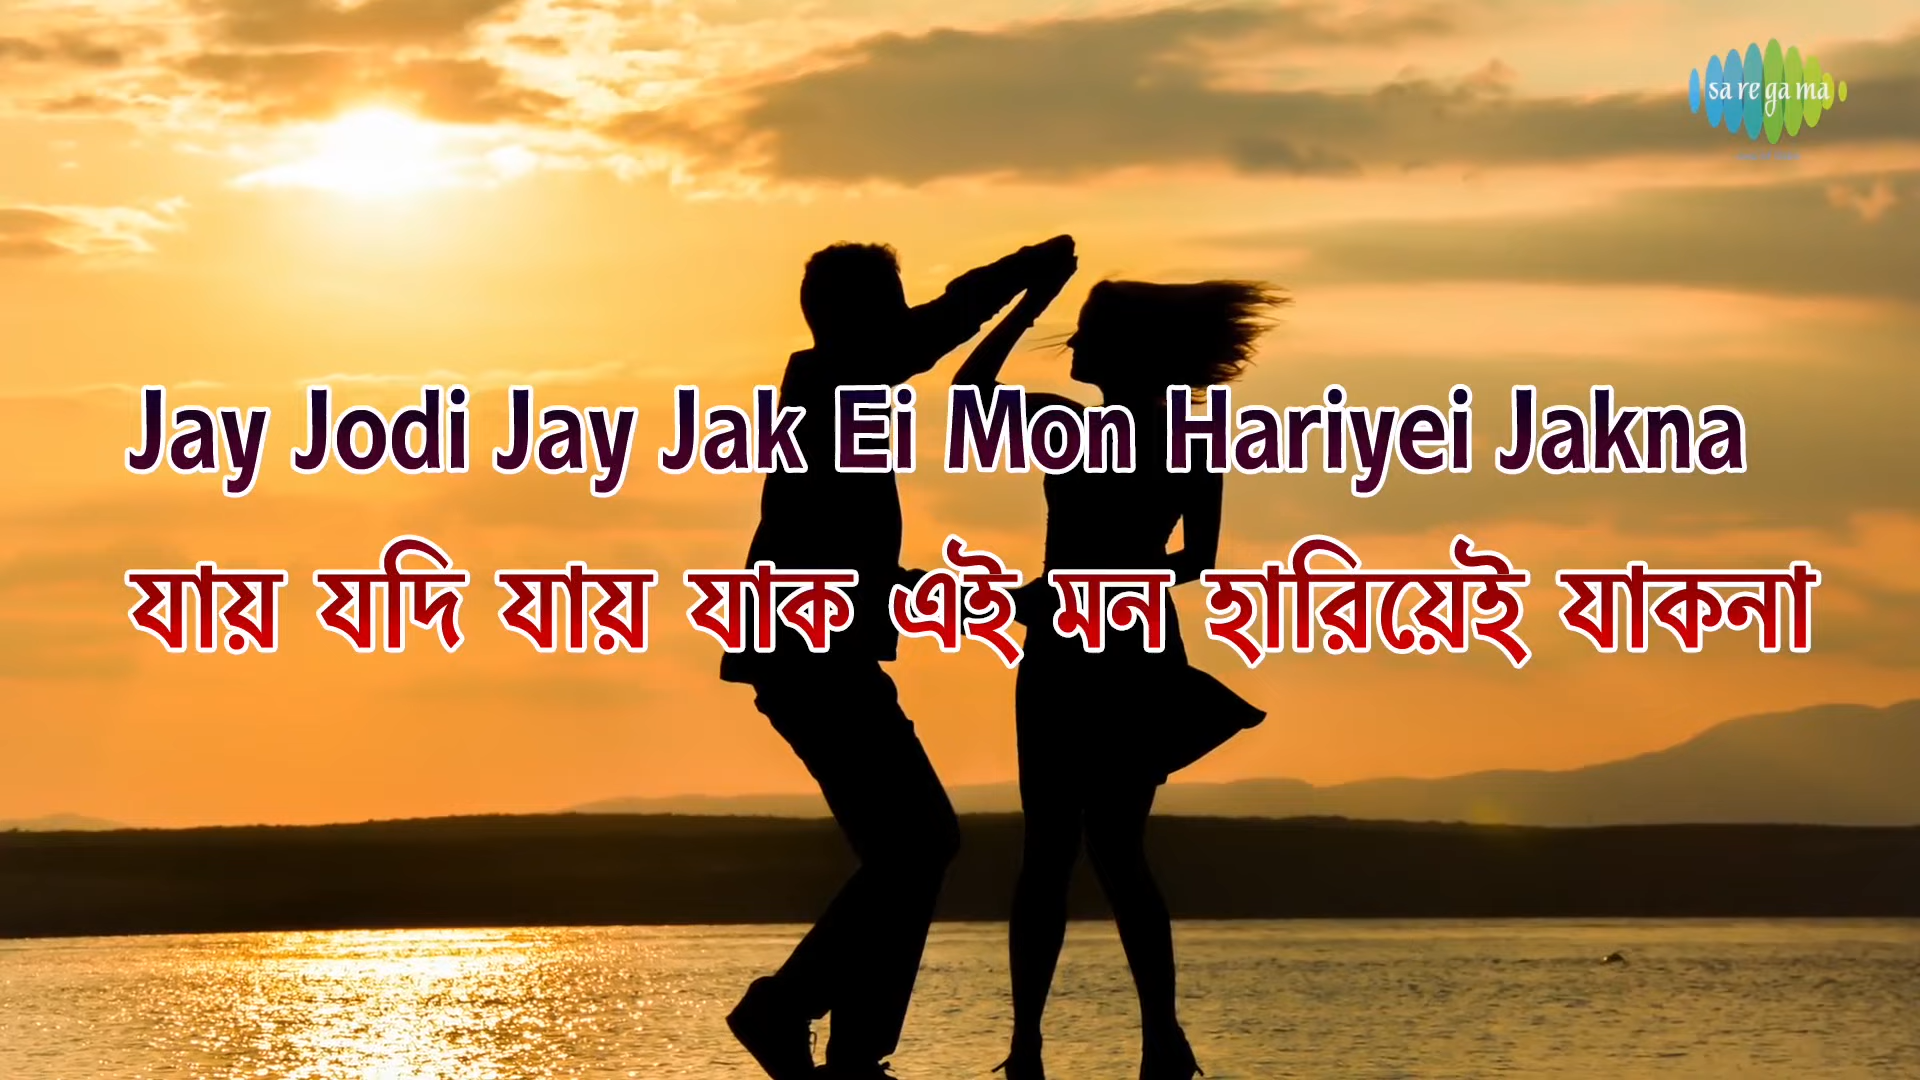 sa re ga ma
Jay Jodi Jay Jak Ei Mon Hariyei Jakna
যায় যদি যায় যাক এই মন হারিয়েই যাকনা